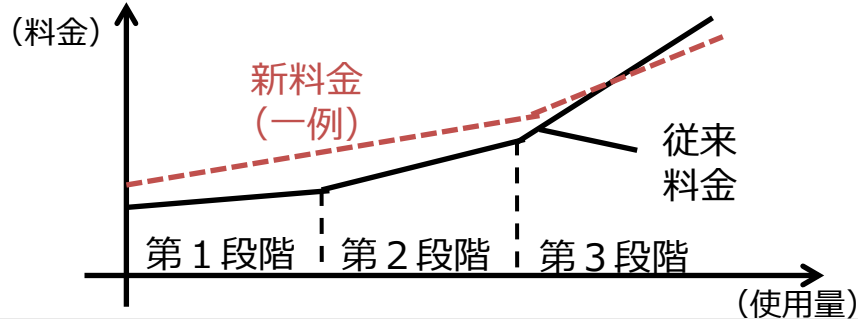 （料金）
新料金
（一例）
従来
料金
第１段階
第２段階
第３段階
（使用量）